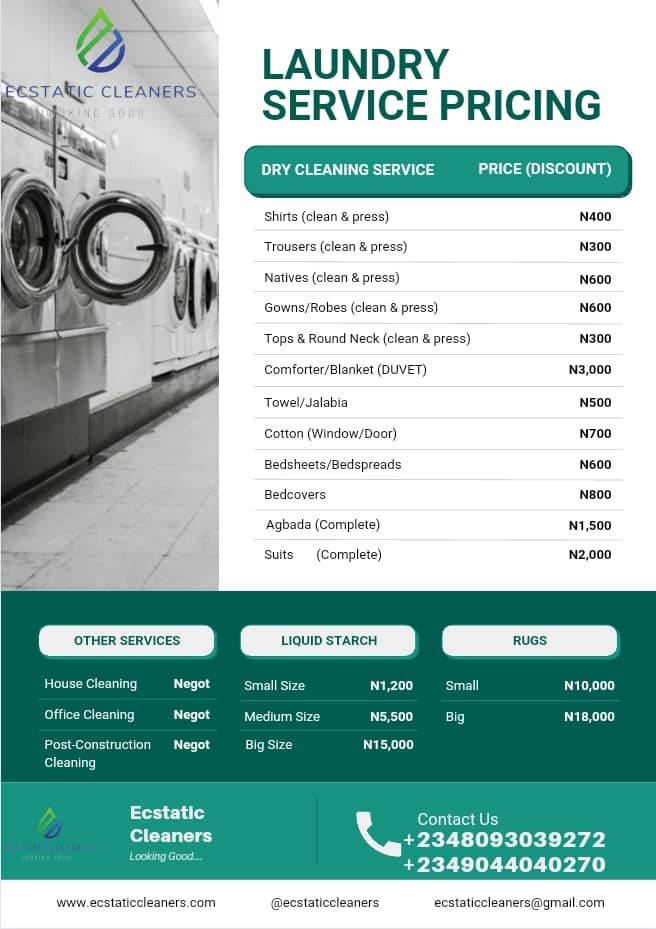 ECSTATIC CLEANERS
LOOKING GOOD
LAUNDRY
SERVICE PRICING
DRY CLEANING SERVICE PRICE (DISCOUNT)
Shirts (clean & press) N400
Trousers (clean & press) N300
Natives (clean & press) N600
Gowns/Robes (clean & press) N600
Tops & Round Neck (clean & press) N300
Comforter/Blanket (DUVET) N3,000
Towel/Jalabia N500
Cotton (Window/Door) N700
Bedsheets/Bedspreads N600
Bedcovers N800
Agbada (Complete) N1,500
Suits (Complete) N2,000
OTHER SERVICES
House Cleaning Negot
Office Cleaning Negot
Post-Construction Negot
Cleaning
LIQUID STARCH
Small Size N1,200
Medium Size N5,500
Big Size N15,000
RUGS
Small N10,000
Big N18,000
ECSTATIC CLEANERS
LOOKING GOOD
Ecstatic
Cleaners
Looking Good....
Contact Us
+2348093039272
+2349044040270
www.ecstaticcleaners.com @ecstaticcleaners ecstaticcleaners@gmail.com